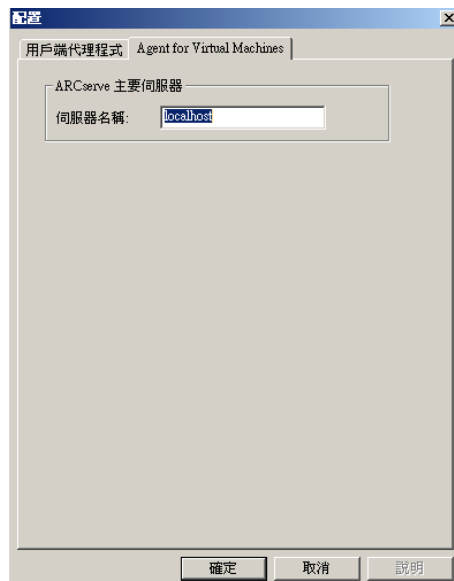 配置
用戶端代理程式 Agent for Virtual Machines
ARCserve 主要伺服器
伺服器名稱: localhost
確定 取消 說明